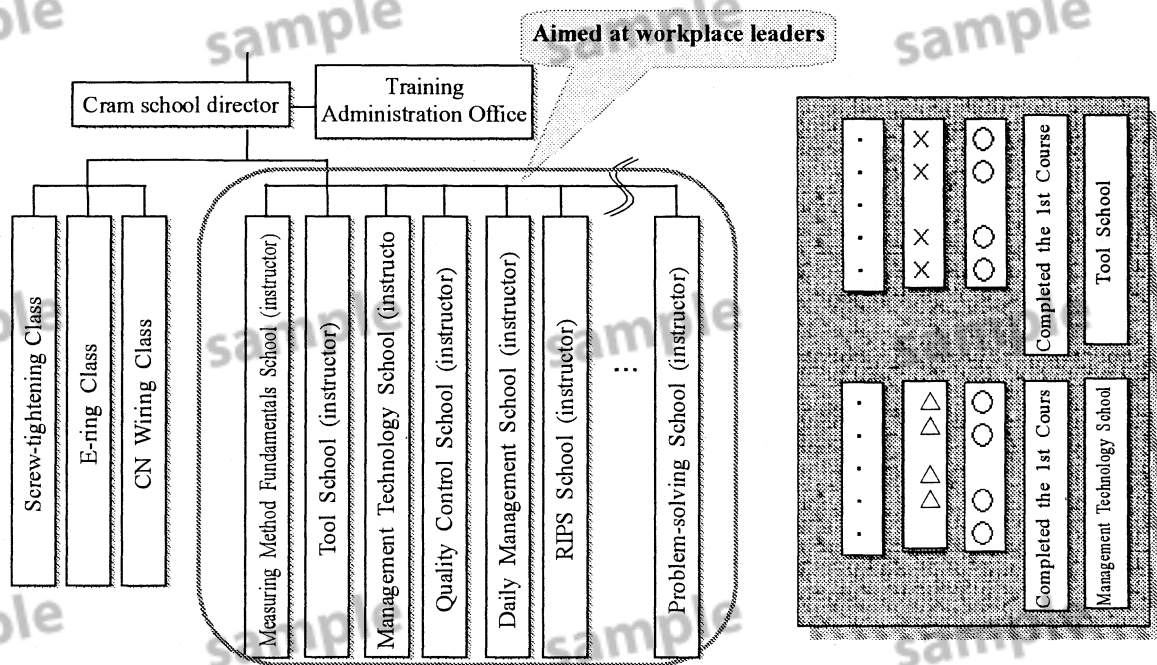 Aimed at workplace leaders
Cram school director
Training
Administration Office
Screw-tightening Class
E-ring Class
CN Wiring Class
Measuring Method Fundamentals School (instructor)
Tool School (instructor)
Management Technology School (instructo
Quality Control School (instructor)
Daily Management School (instructor)
RIPS School (instructor)
...
Problem-solving School (instructor)
· · · · ·
× × × ×
○ ○ ○ ○
Completed the 1st Course
Tool School
· · · · ·
△ △ △ △
○ ○ ○ ○
Completed the 1st Cours
Management Technology School
sample
sample
sample
sample
sample
sample
sample
sample
sample